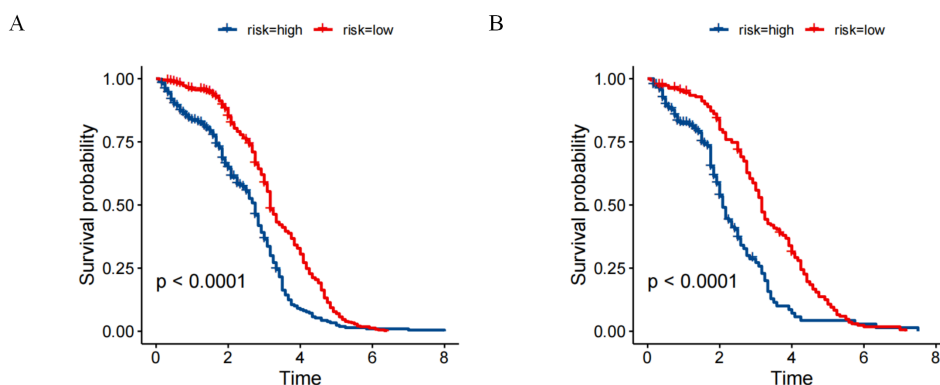 A
risk=high risk=low
Survival probability
1.00
0.75
0.50
0.25
0.00
p < 0.0001
0 2 4 6 8
Time
B
risk=high risk=low
Survival probability
1.00
0.75
0.50
0.25
0.00
p < 0.0001
0 2 4 6 8
Time